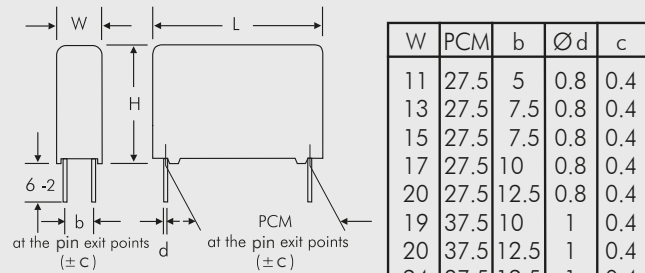 W
L
H
6 -2
b
d
PCM
at the pin exit points
(±c)
at the pin exit points
(±c)
W PCM b Ød c
11 27.5 5 0.8 0.4
13 27.5 7.5 0.8 0.4
15 27.5 7.5 0.8 0.4
17 27.5 10 0.8 0.4
20 27.5 12.5 0.8 0.4
19 37.5 10 1 0.4
20 37.5 12.5 1 0.4